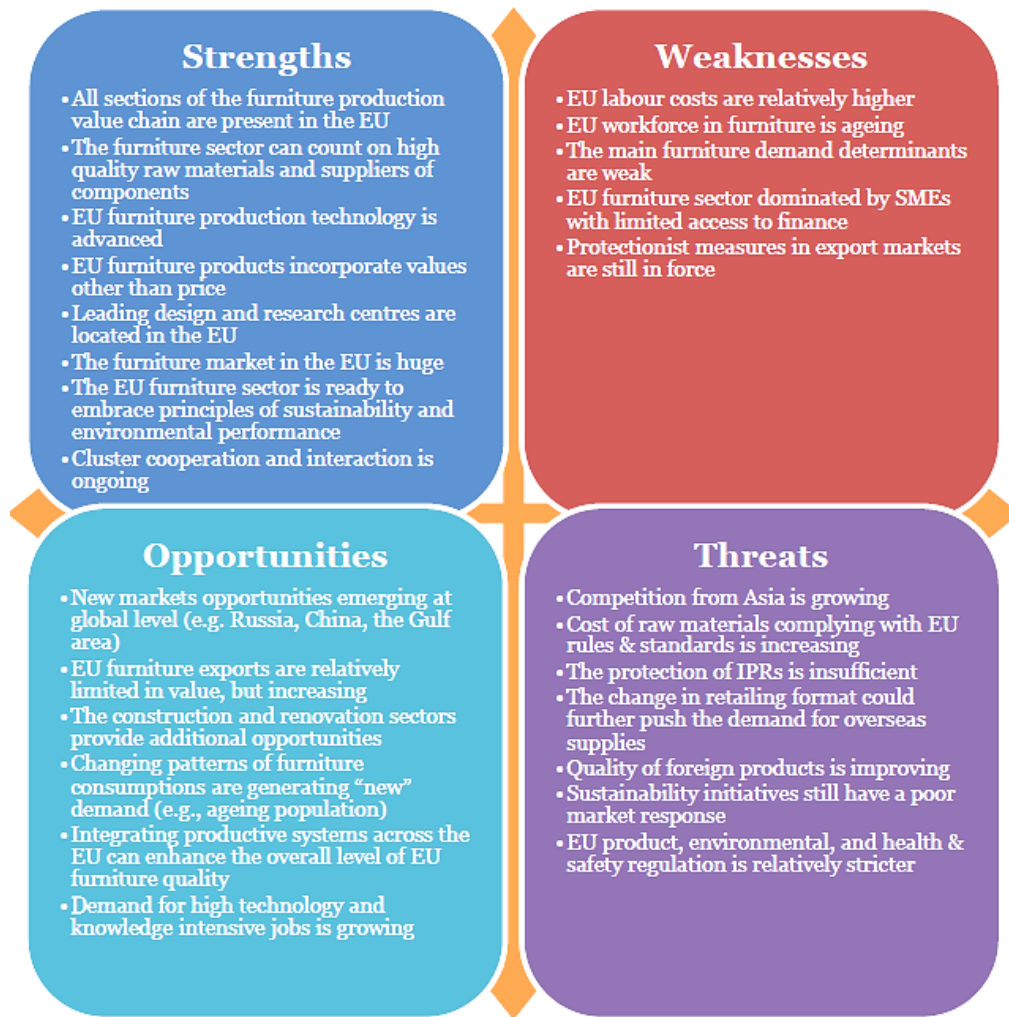 Strengths
•All sections of the furniture production
value chain are present in the EU
•The furniture sector can count on high
quality raw materials and suppliers of
components
•EU furniture production technology is
advanced
•EU furniture products incorporate values
other than price
•Leading design and research centres are
located in the EU
•The furniture market in the EU is huge
•The EU furniture sector is ready to
embrace principles of sustainability and
environmental performance
•Cluster cooperation and interaction is
ongoing
Weaknesses
•EU labour costs are relatively higher
•EU workforce in furniture is ageing
•The main furniture demand determinants
are weak
•EU furniture sector dominated by SMEs
with limited access to finance
•Protectionist measures in export markets
are still in force
Opportunities
•New markets opportunities emerging at
global level (e.g. Russia, China, the Gulf
area)
•EU furniture exports are relatively
limited in value, but increasing
•The construction and renovation sectors
provide additional opportunities
•Changing patterns of furniture
consumptions are generating “new”
demand (e.g., ageing population)
•Integrating productive systems across the
EU can enhance the overall level of EU
furniture quality
•Demand for high technology and
knowledge intensive jobs is growing
Threats
•Competition from Asia is growing
•Cost of raw materials complying with EU
rules & standards is increasing
•The protection of IPRs is insufficient
•The change in retailing format could
further push the demand for overseas
supplies
•Quality of foreign products is improving
•Sustainability initiatives still have a poor
market response
•EU product, environmental, and health &
safety regulation is relatively stricter